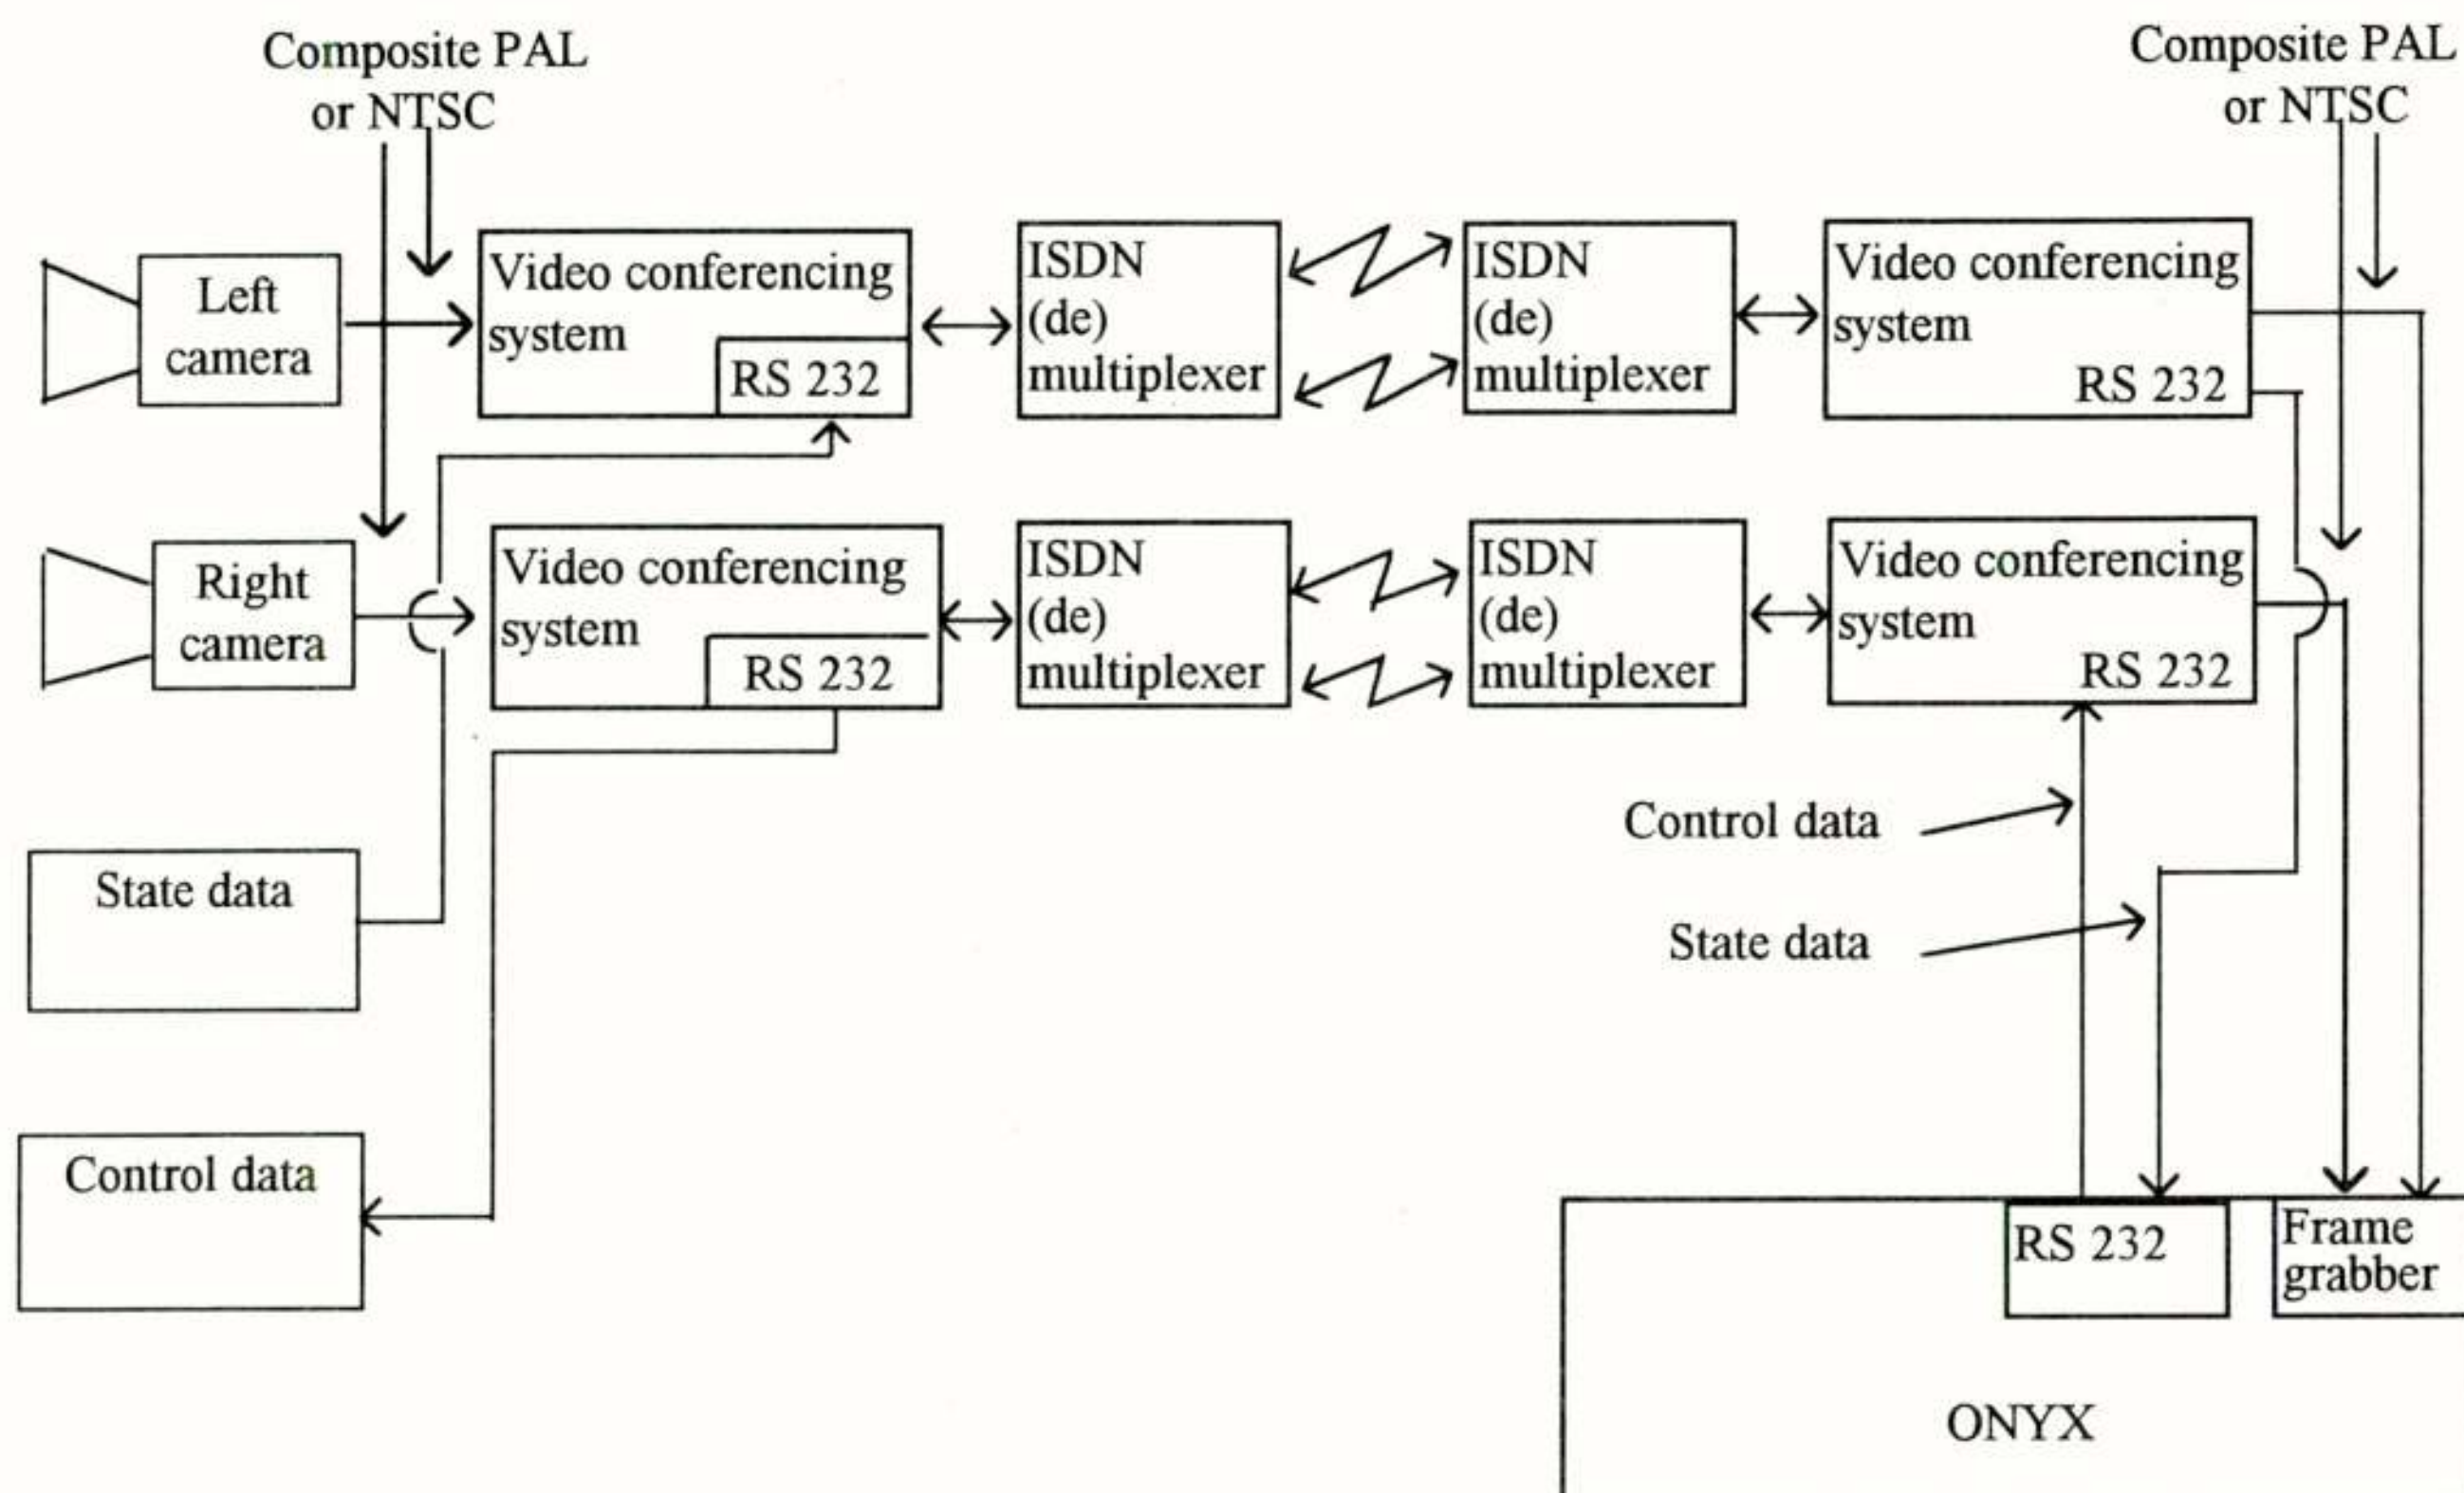 Composite PAL
or NTSC
Composite PAL
or NTSC
Left
camera
Video conferencing
system
RS 232
ISDN
(de)
multiplexer
ISDN
(de)
multiplexer
Video conferencing
system
RS 232
Right
camera
Video conferencing
system
RS 232
ISDN
(de)
multiplexer
ISDN
(de)
multiplexer
Video conferencing
system
RS 232
Control data
State data
State data
Control data
RS 232
Frame
grabber
ONYX